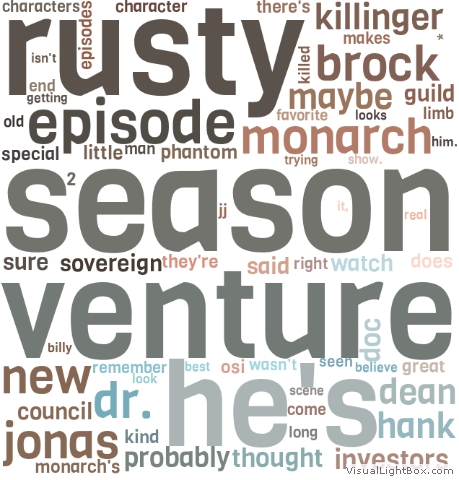 characters character there's
rusty
episodes
killinger
isn't
makes *
killed
brock
end
getting
maybe guild
old episode favorite looks limb
monarch him.
special little man phantom trying show.
season
2
jj
it,
real
sure sovereign they're said right watch does
venture
doc
billy
remember best osi wasn't seen believe great
new look he's scene dean
council dr. come hank
jonas kind long
monarch's probably thought investors
VisualLightBox.com